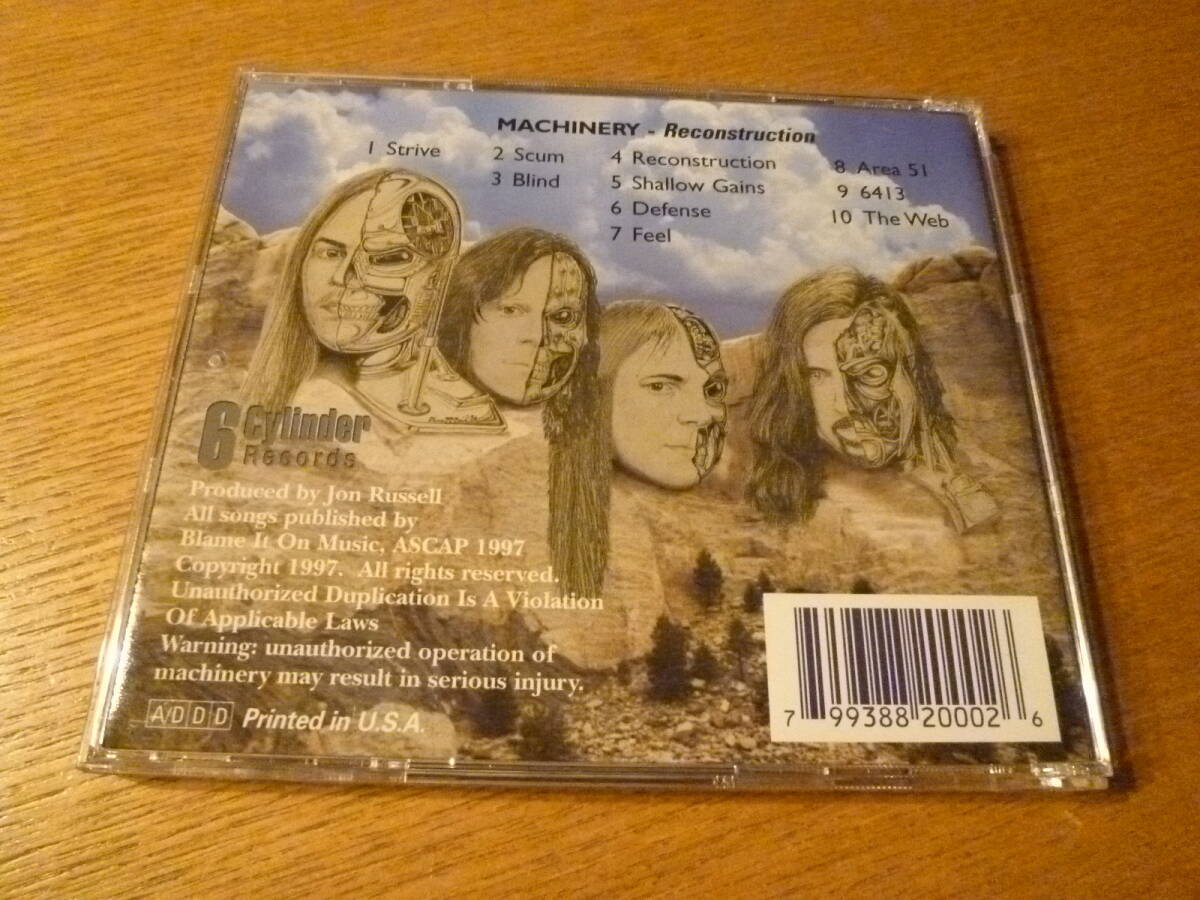 MACHINERY - Reconstruction
1 Strive
2 Scum
3 Blind
4 Reconstruction
5 Shallow Gains
6 Defense
7 Feel
8 Area 51
9 6413
10 The Web
6 Cylinder
Records
Produced by Jon Russell
All songs published by
Blame It On Music, ASCAP 1997
Copyright 1997. All rights reserved.
Unauthorized Duplication Is A Violation
Of Applicable Laws
Warning: unauthorized operation of
machinery may result in serious injury.
A/D D D Printed in U.S.A.
7 99388 20002 6